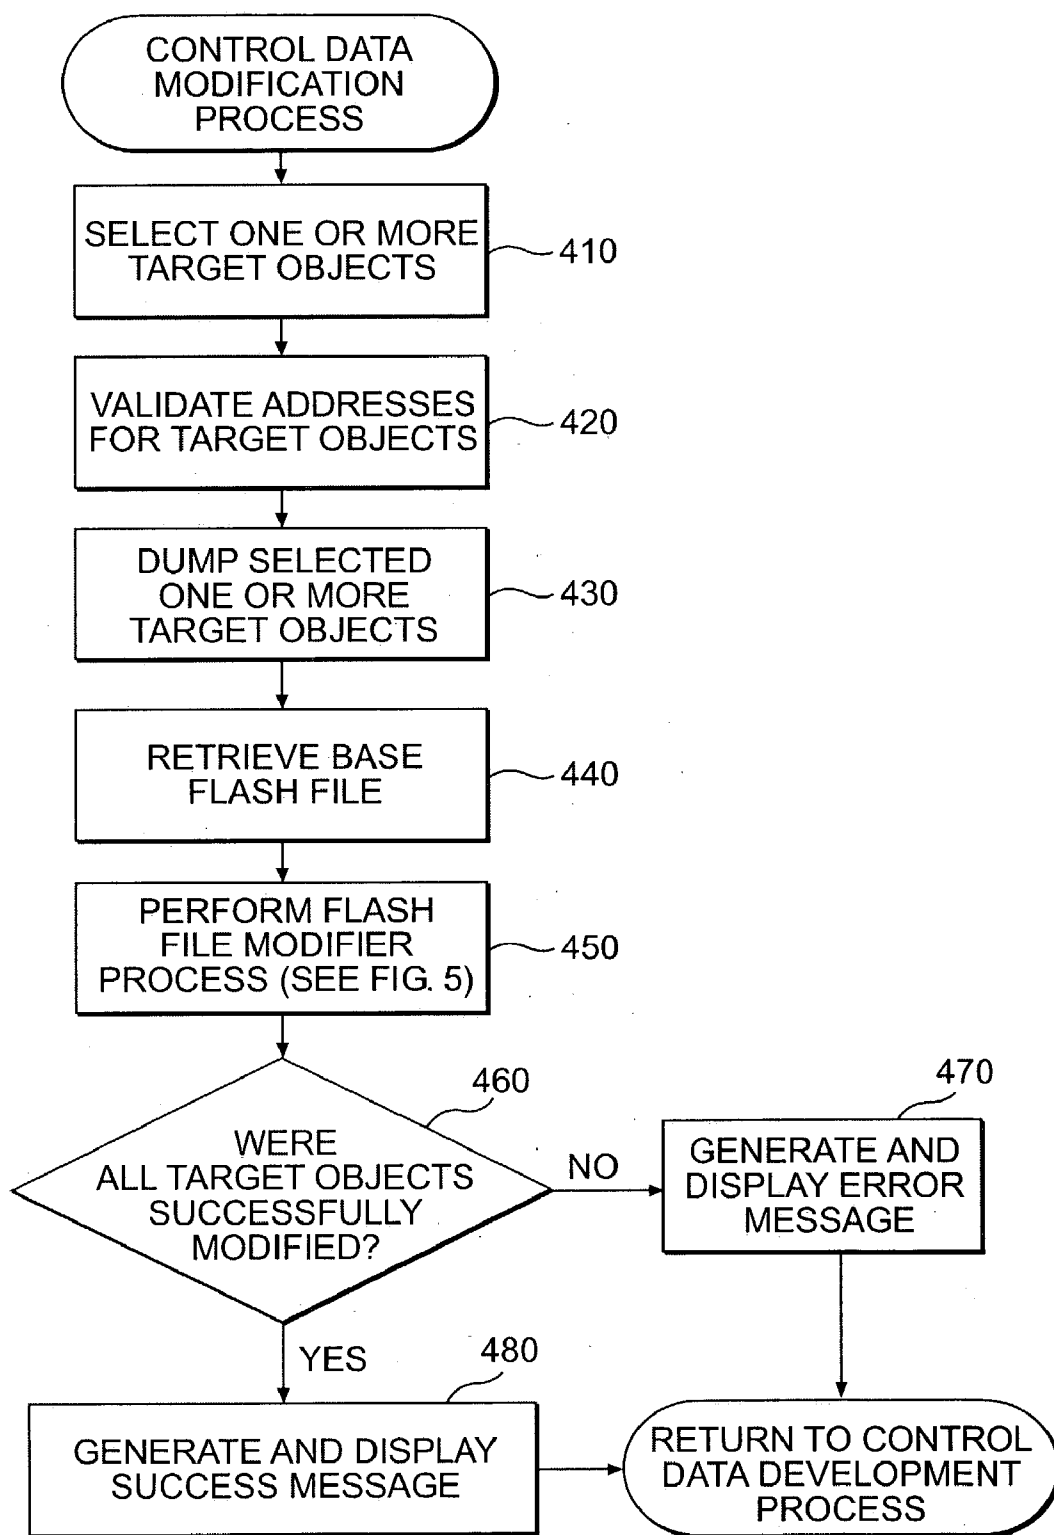 CONTROL DATA
MODIFICATION
PROCESS
SELECT ONE OR MORE
TARGET OBJECTS
410
VALIDATE ADDRESSES
FOR TARGET OBJECTS
420
DUMP SELECTED
ONE OR MORE
TARGET OBJECTS
430
RETRIEVE BASE
FLASH FILE
440
PERFORM FLASH
FILE MODIFIER
PROCESS (SEE FIG. 5)
450
460
WERE
ALL TARGET OBJECTS
SUCCESSFULLY
MODIFIED?
NO
470
GENERATE AND
DISPLAY ERROR
MESSAGE
YES
480
GENERATE AND DISPLAY
SUCCESS MESSAGE
RETURN TO CONTROL
DATA DEVELOPMENT
PROCESS